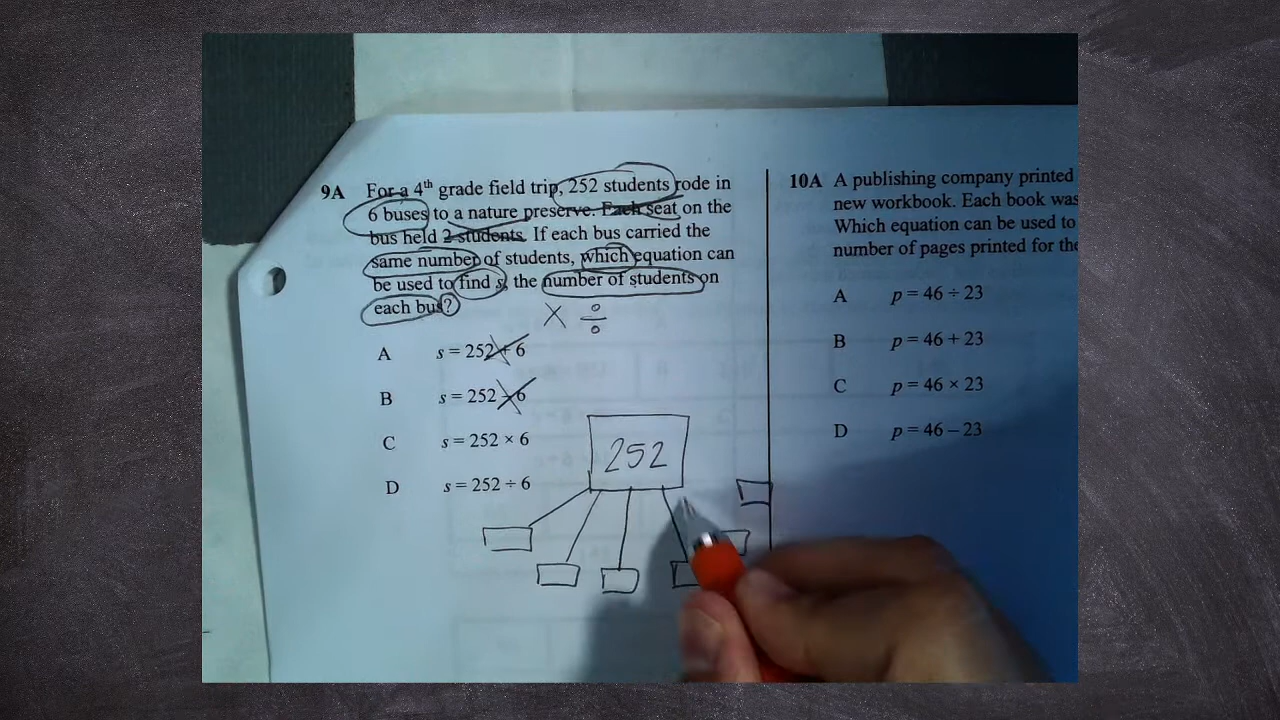 9A For a 4th grade field trip, 252 students rode in
6 buses to a nature preserve. Each seat on the
bus held 2 students. If each bus carried the
same number of students, which equation can
be used to find s, the number of students on
each bus?
× ÷
A s = 252 + 6
B s = 252 – 6
C s = 252 × 6
D s = 252 ÷ 6
252
10A A publishing company printed
new workbook. Each book was
Which equation can be used to
number of pages printed for the
A p = 46 ÷ 23
B p = 46 + 23
C p = 46 × 23
D p = 46 – 23